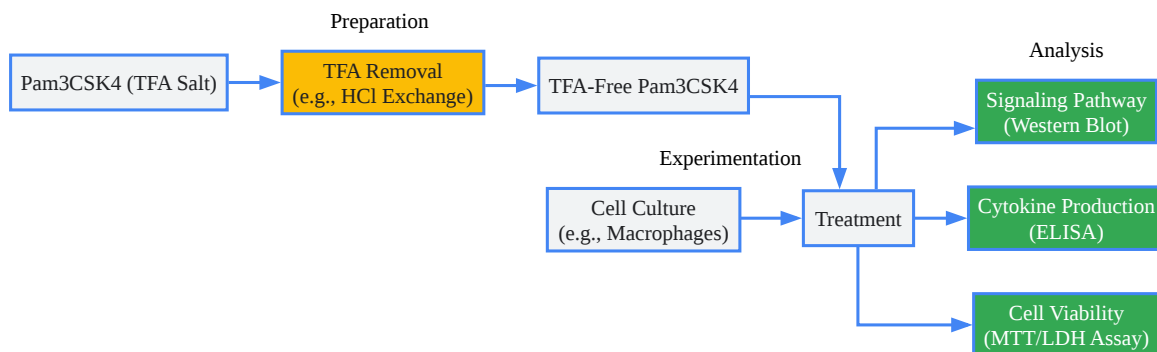 Preparation
Pam3CSK4 (TFA Salt)
TFA Removal
(e.g., HCl Exchange)
TFA-Free Pam3CSK4
Experimentation
Cell Culture
(e.g., Macrophages)
Treatment
Analysis
Signaling Pathway
(Western Blot)
Cytokine Production
(ELISA)
Cell Viability
(MTT/LDH Assay)